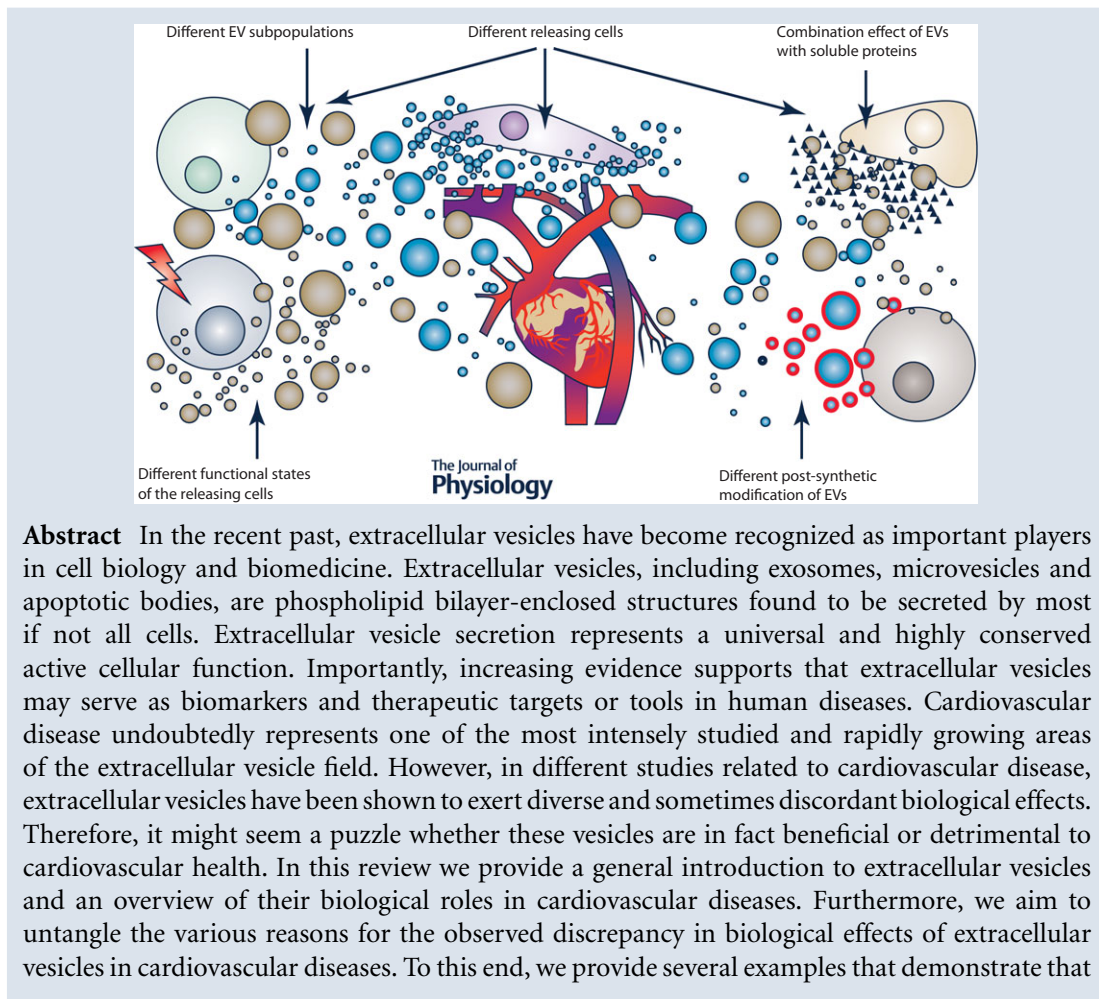 Different EV subpopulations
Different releasing cells
Combination effect of EVs
with soluble proteins
Different functional states
of the releasing cells
The Journal of
Physiology
Different post-synthetic
modification of EVs
Abstract In the recent past, extracellular vesicles have become recognized as important players
in cell biology and biomedicine. Extracellular vesicles, including exosomes, microvesicles and
apoptotic bodies, are phospholipid bilayer-enclosed structures found to be secreted by most
if not all cells. Extracellular vesicle secretion represents a universal and highly conserved
active cellular function. Importantly, increasing evidence supports that extracellular vesicles
may serve as biomarkers and therapeutic targets or tools in human diseases. Cardiovascular
disease undoubtedly represents one of the most intensely studied and rapidly growing areas
of the extracellular vesicle field. However, in different studies related to cardiovascular disease,
extracellular vesicles have been shown to exert diverse and sometimes discordant biological effects.
Therefore, it might seem a puzzle whether these vesicles are in fact beneficial or detrimental to
cardiovascular health. In this review we provide a general introduction to extracellular vesicles
and an overview of their biological roles in cardiovascular diseases. Furthermore, we aim to
untangle the various reasons for the observed discrepancy in biological effects of extracellular
vesicles in cardiovascular diseases. To this end, we provide several examples that demonstrate that